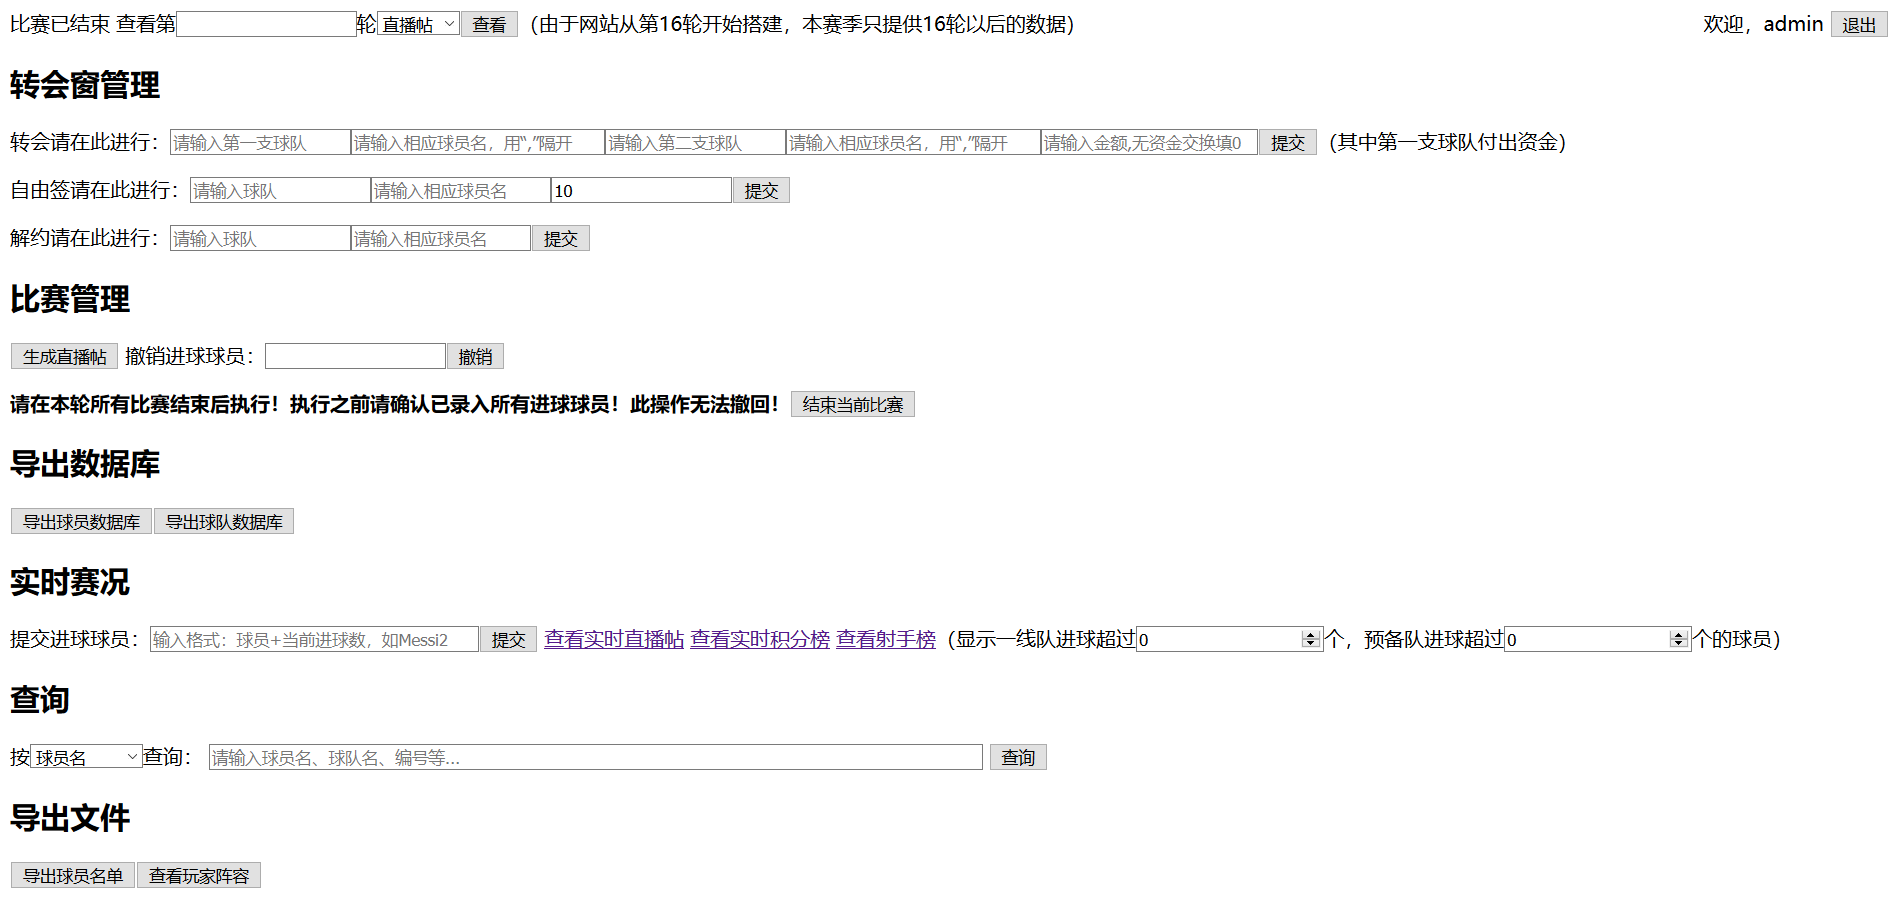 比赛已结束 查看第轮直播帖 查看（由于网站从第16轮开始搭建，本赛季只提供16轮以后的数据） 欢迎，admin 退出
转会窗管理
转会请在此进行：请输入第一支球队 请输入相应球员名，用“,”隔开 请输入第二支球队 请输入相应球员名，用“,”隔开 请输入金额,无资金交换填0 提交（其中第一支球队付出资金）
自由签请在此进行：请输入球队 请输入相应球员名 10 提交
解约请在此进行：请输入球队 请输入相应球员名 提交
比赛管理
生成直播帖 撤销进球球员： 撤销
请在本轮所有比赛结束后执行！执行之前请确认已录入所有进球球员！此操作无法撤回！ 结束当前比赛
导出数据库
导出球员数据库 导出球队数据库
实时赛况
提交进球球员：输入格式：球员+当前进球数，如Messi2 提交 查看实时直播帖 查看实时积分榜 查看射手榜（显示一线队进球超过0个，预备队进球超过0个的球员）
查询
按球员名查询： 请输入球员名、球队名、编号等... 查询
导出文件
导出球员名单 查看玩家阵容